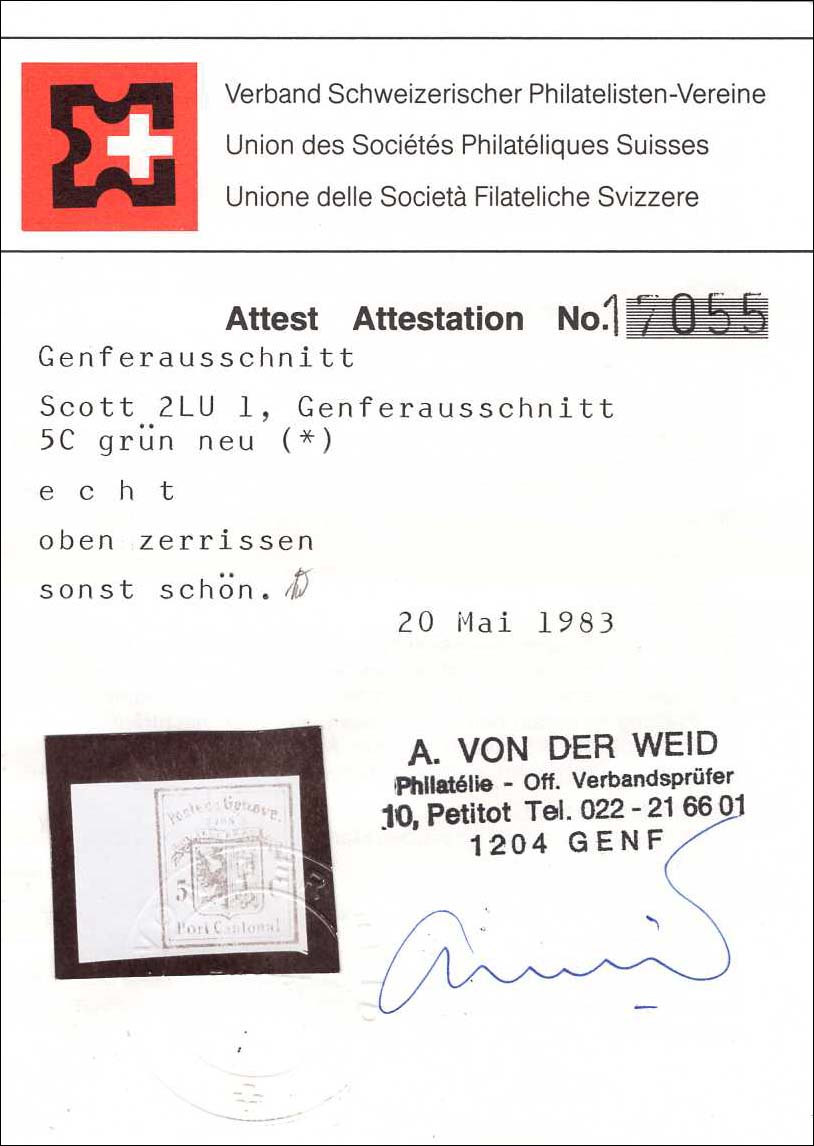 Verband Schweizerischer Philatelisten-Vereine
Union des Sociétés Philatéliques Suisses
Unione delle Società Filateliche Svizzere
Attest Attestation No. 17055
Genferausschnitt
Scott 2LU 1, Genferausschnitt
5C grün neu (*)
e c h t
oben zerrissen
sonst schön.
20 Mai 1983
A. VON DER WEID
Philatélie - Off. Verbandsprüfer
10, Petitot Tel. 022-21 66 01
1204 GENF
Poste de Genève.
5
Port Cantonal